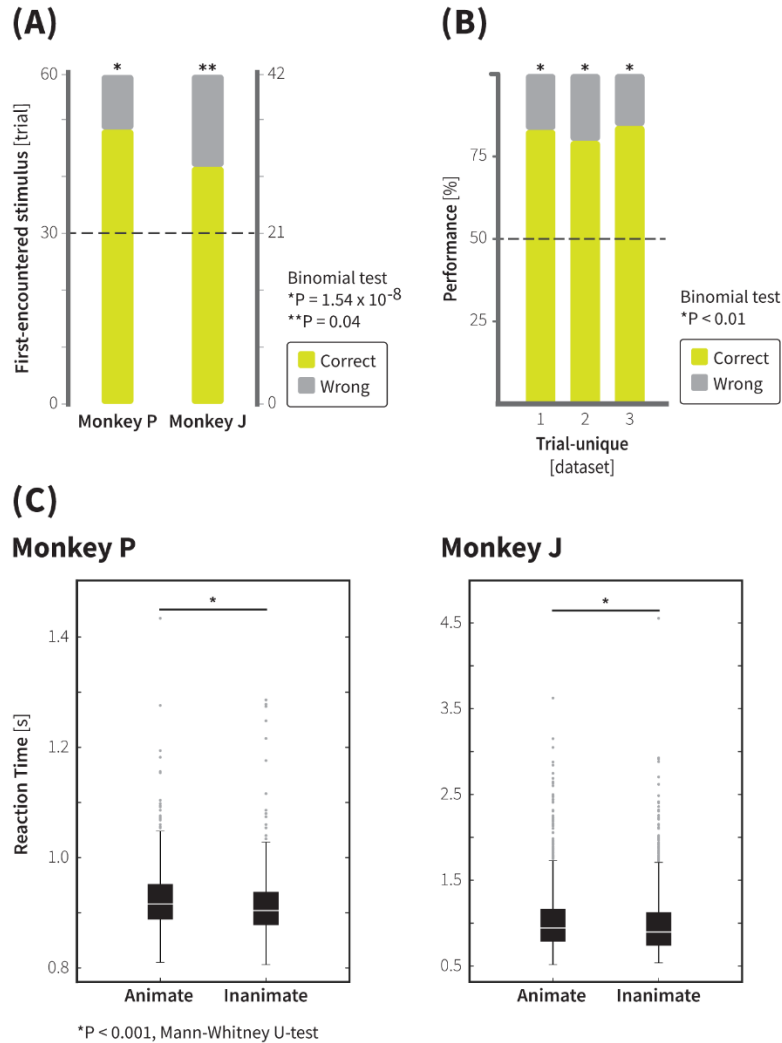 (A)
First-encountered stimulus [trial]
60
30
0
*
**
42
21
0
Monkey P
Monkey J
Binomial test
*P = 1.54 x 10⁻⁸
**P = 0.04
Correct
Wrong
(B)
Performance [%]
75
50
25
* * *
1 2 3
Trial-unique
[dataset]
Binomial test
*P < 0.01
Correct
Wrong
(C)
Monkey P
Reaction Time [s]
1.4
1.2
1.0
0.8
*
Animate
Inanimate
Monkey J
4.5
3.5
2.5
1.5
0.5
*
Animate
Inanimate
*P < 0.001, Mann-Whitney U-test